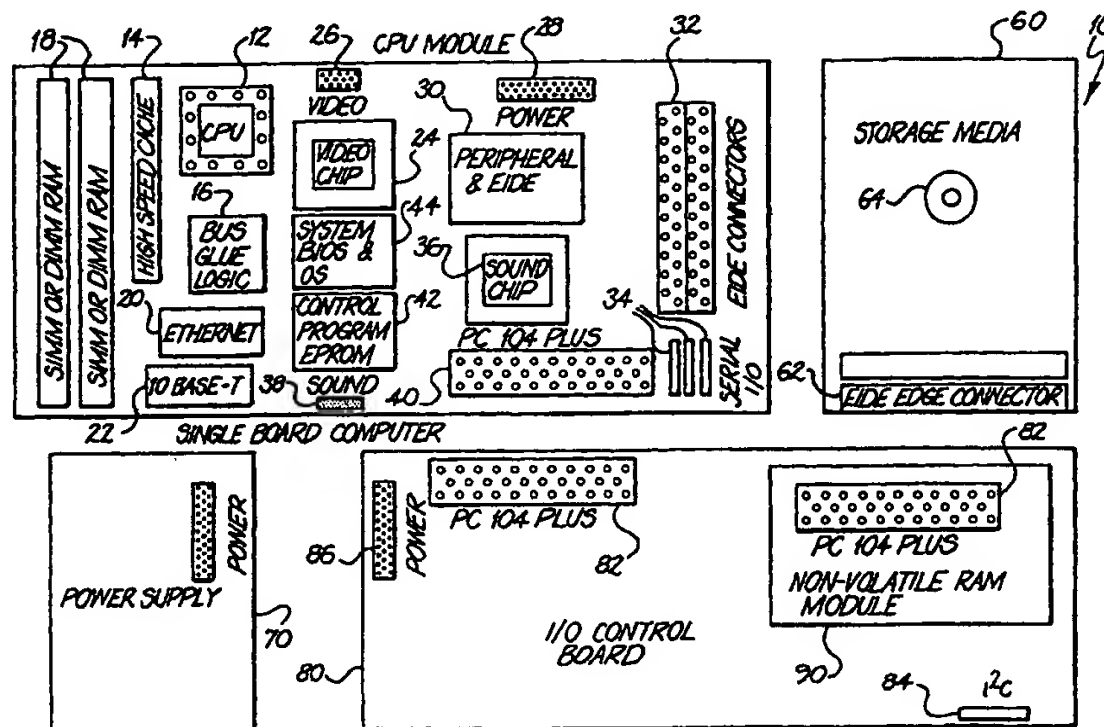 18
14
12
26
CPU MODULE
28
32
60
10
SIMM OR DIMM RAM
SIMM OR DIMM RAM
HIGH SPEED CACHE
CPU
VIDEO
VIDEO
CHIP
24
30
POWER
PERIPHERAL
& EIDE
EIDE CONNECTORS
STORAGE MEDIA
64
16
BUS
GLUE
LOGIC
SYSTEM
BIOS &
OS
44
36
SOUND
CHIP
20
ETHERNET
CONTROL
PROGRAM
EPROM
42
34
PC 104 PLUS
SERIAL
I/O
10 BASE-T
38
SOUND
40
62
EIDE EDGE CONNECTOR
22
SINGLE BOARD COMPUTER
82
POWER
POWER SUPPLY
70
86
POWER
PC 104 PLUS
82
PC 104 PLUS
NON-VOLATILE RAM
MODULE
I/O CONTROL
BOARD
80
90
84
I²C